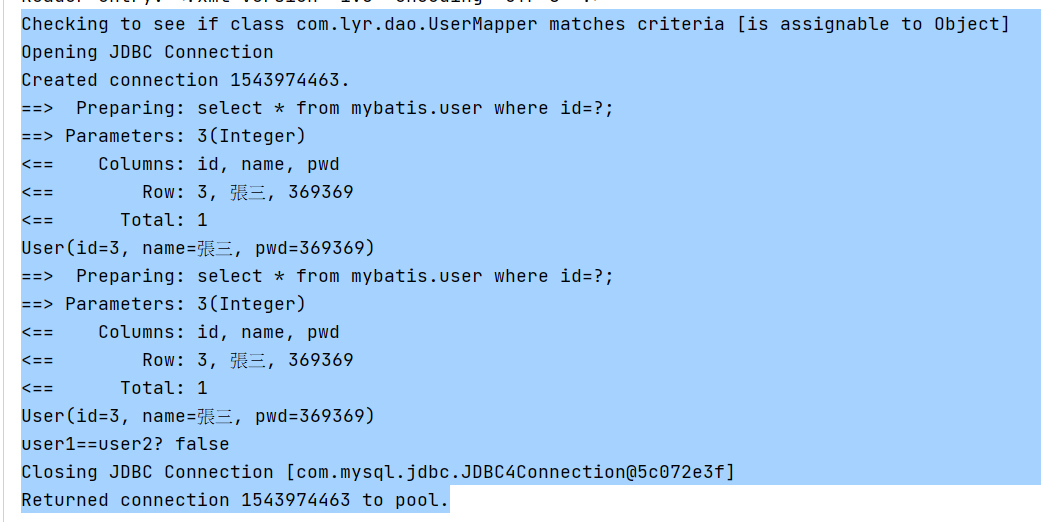 Checking to see if class com.lyr.dao.UserMapper matches criteria [is assignable to Object]
Opening JDBC Connection
Created connection 1543974463.
==>  Preparing: select * from mybatis.user where id=?;
==> Parameters: 3(Integer)
<==    Columns: id, name, pwd
<==        Row: 3, 張三, 369369
<==      Total: 1
User(id=3, name=張三, pwd=369369)
==>  Preparing: select * from mybatis.user where id=?;
==> Parameters: 3(Integer)
<==    Columns: id, name, pwd
<==        Row: 3, 張三, 369369
<==      Total: 1
User(id=3, name=張三, pwd=369369)
user1==user2? false
Closing JDBC Connection [com.mysql.jdbc.JDBC4Connection@5c072e3f]
Returned connection 1543974463 to pool.